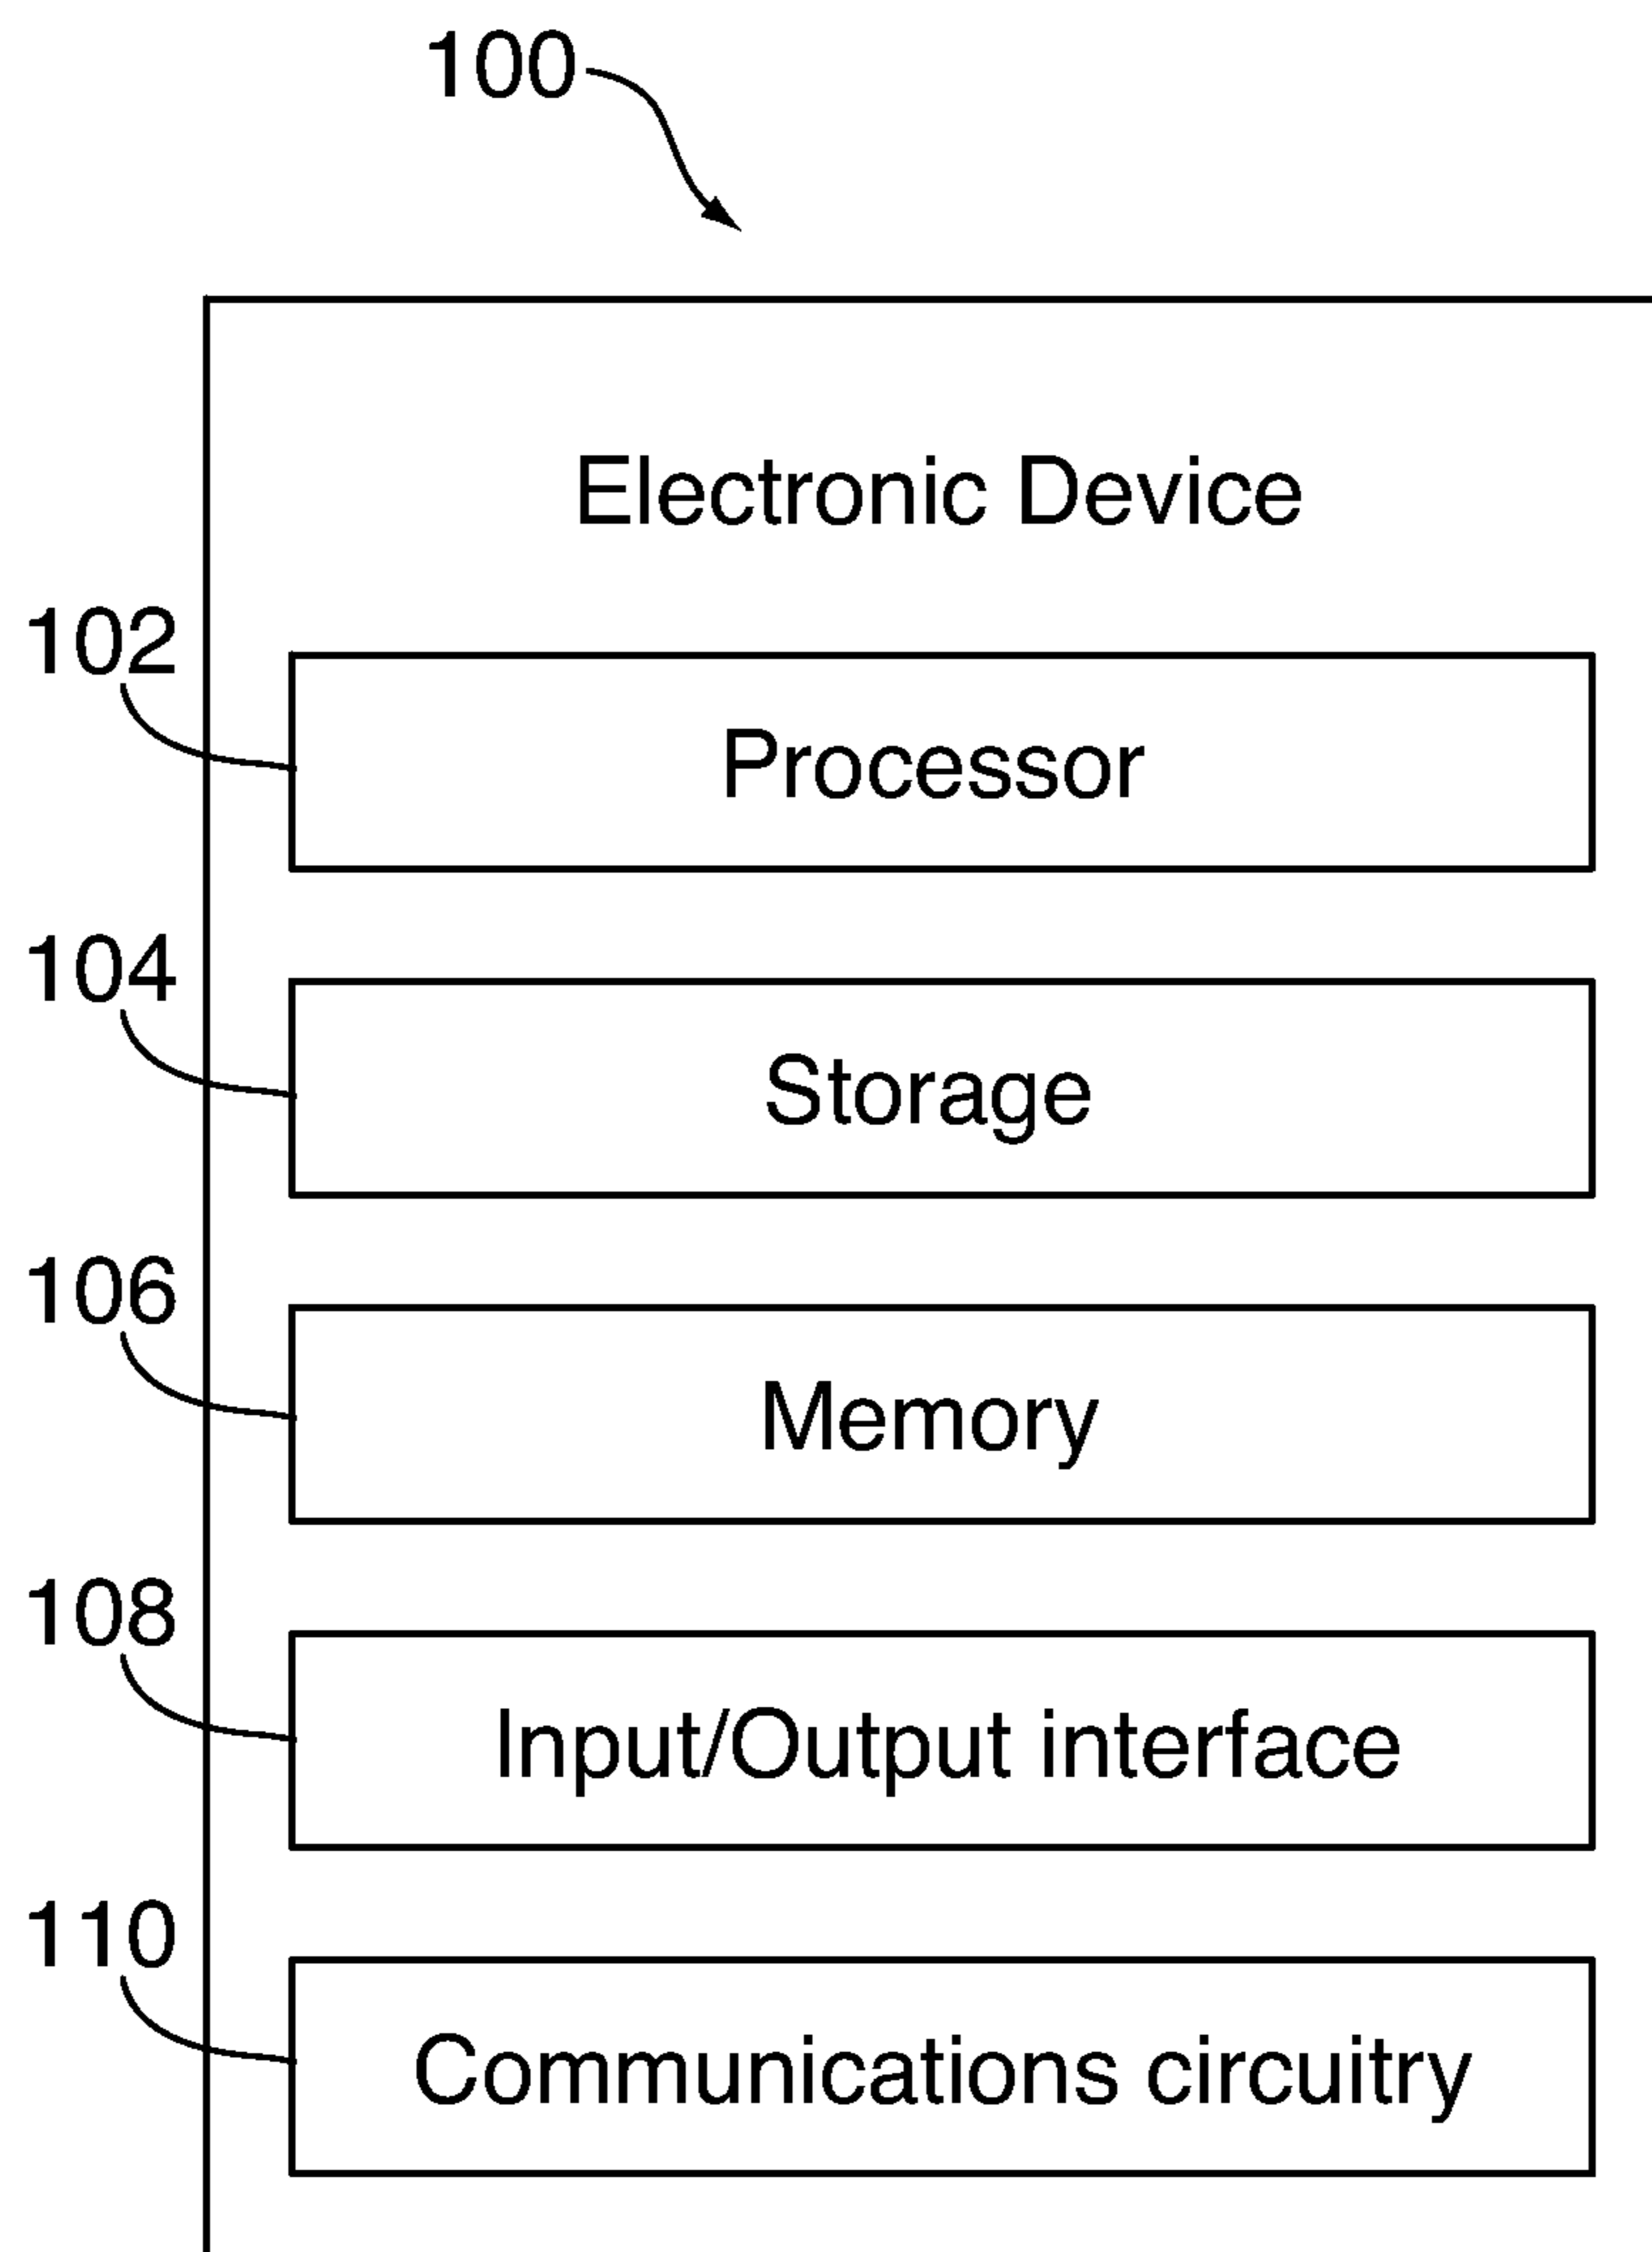 100
Electronic Device
102
Processor
104
Storage
106
Memory
108
Input/Output interface
110
Communications circuitry